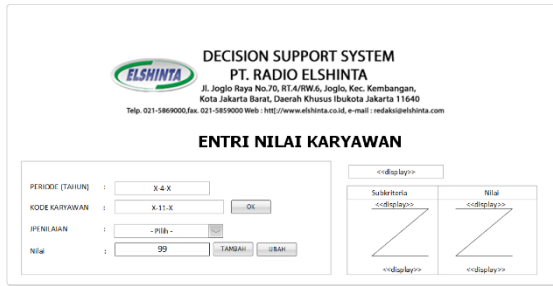 ELSHINTA
DECISION SUPPORT SYSTEM
PT. RADIO ELSHINTA
Jl. Joglo Raya No.70, RT.4/RW.6, Joglo, Kec. Kembangan,
Kota Jakarta Barat, Daerah Khusus Ibukota Jakarta 11640
Telp. 021-5869000,fax. 021-5859000 Web : htt[://www.elshinta.co.id, e-mail : redaksi@elshinta.com
ENTRI NILAI KARYAWAN
<<display>>
PERIODE (TAHUN) : X-4-X
KODE KARYAWAN : X-11-X OK
JPENILAIAN : - Pilih -
Nilai : 99 TAMBAH UBAH
Subkriteria Nilai
<<display>> <<display>>
<<display>> <<display>>